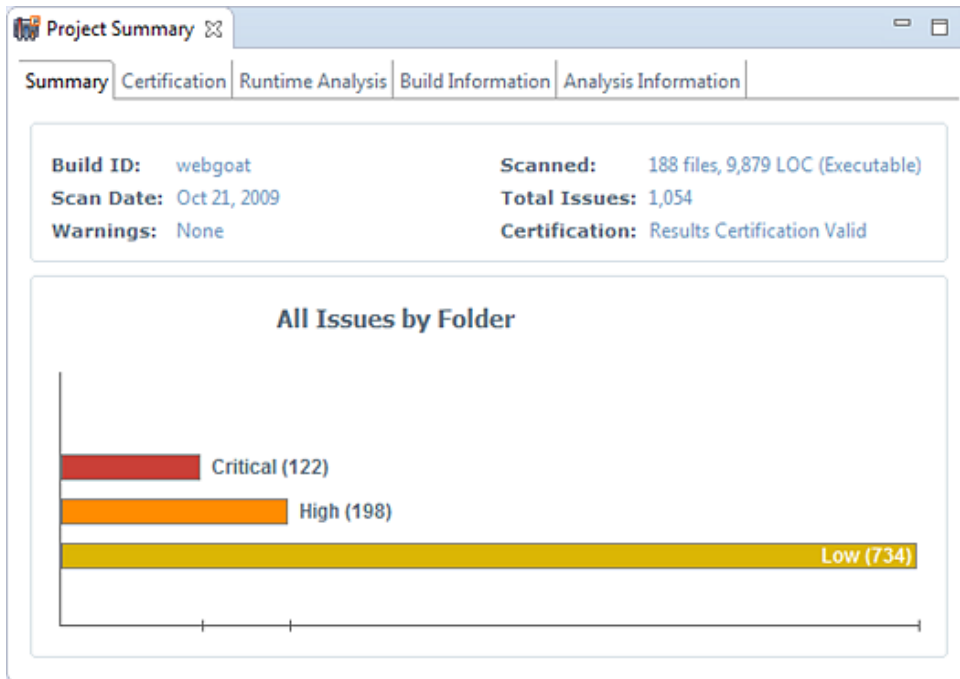 Project Summary
Summary Certification Runtime Analysis Build Information Analysis Information
Build ID: webgoat Scanned: 188 files, 9,879 LOC (Executable)
Scan Date: Oct 21, 2009 Total Issues: 1,054
Warnings: None Certification: Results Certification Valid
All Issues by Folder
Critical (122)
High (198)
Low (734)